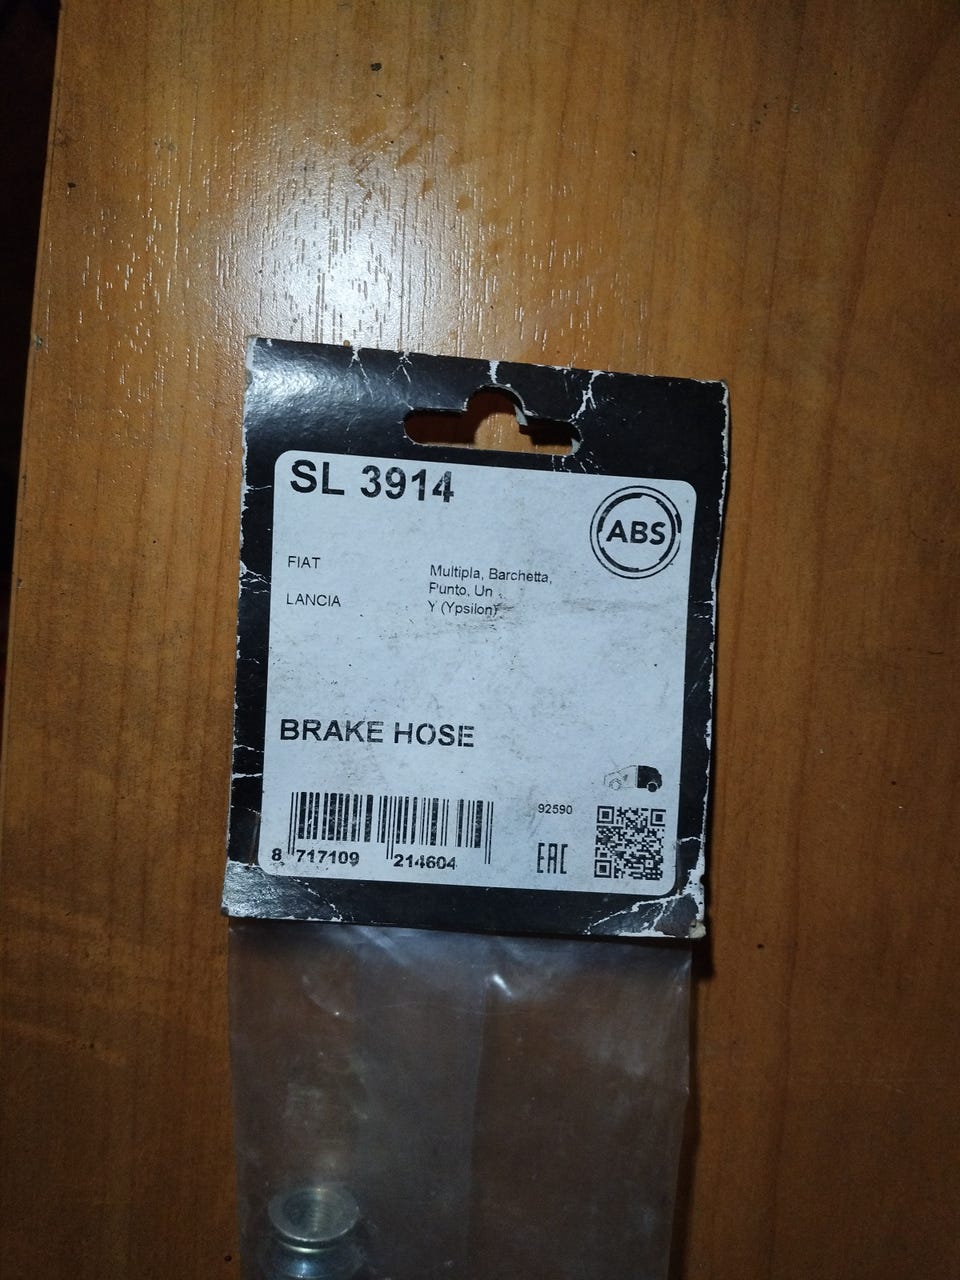 SL 3914
ABS
FIAT Multipla, Barchetta,
Punto, Un
LANCIA Y (Ypsilon)
BRAKE HOSE
92590
8 717109 214604
EAC